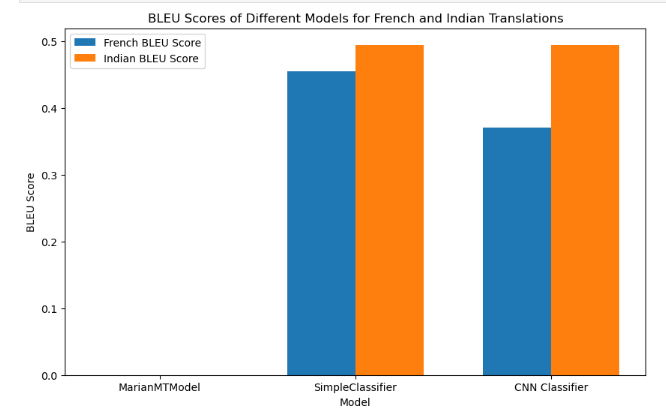 BLEU Scores of Different Models for French and Indian Translations
French BLEU Score
Indian BLEU Score
BLEU Score
0.5
0.4
0.3
0.2
0.1
0.0
MarianMTModel SimpleClassifier CNN Classifier
Model